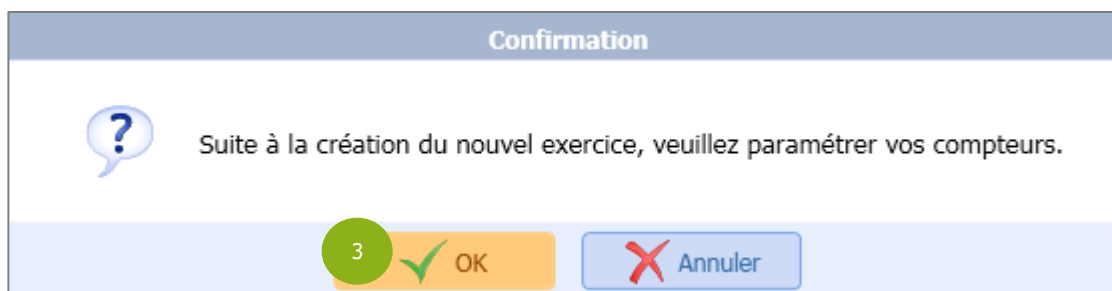 Confirmation
?
Suite à la création du nouvel exercice, veuillez paramétrer vos compteurs.
3 OK Annuler